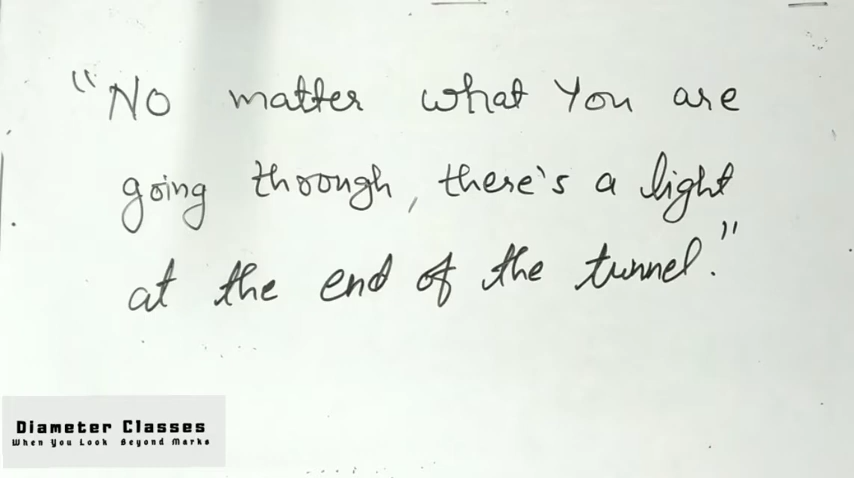 "No matter what You are
going through, there's a light
at the end of the tunnel."
Diameter Classes
When You Look Beyond Marks